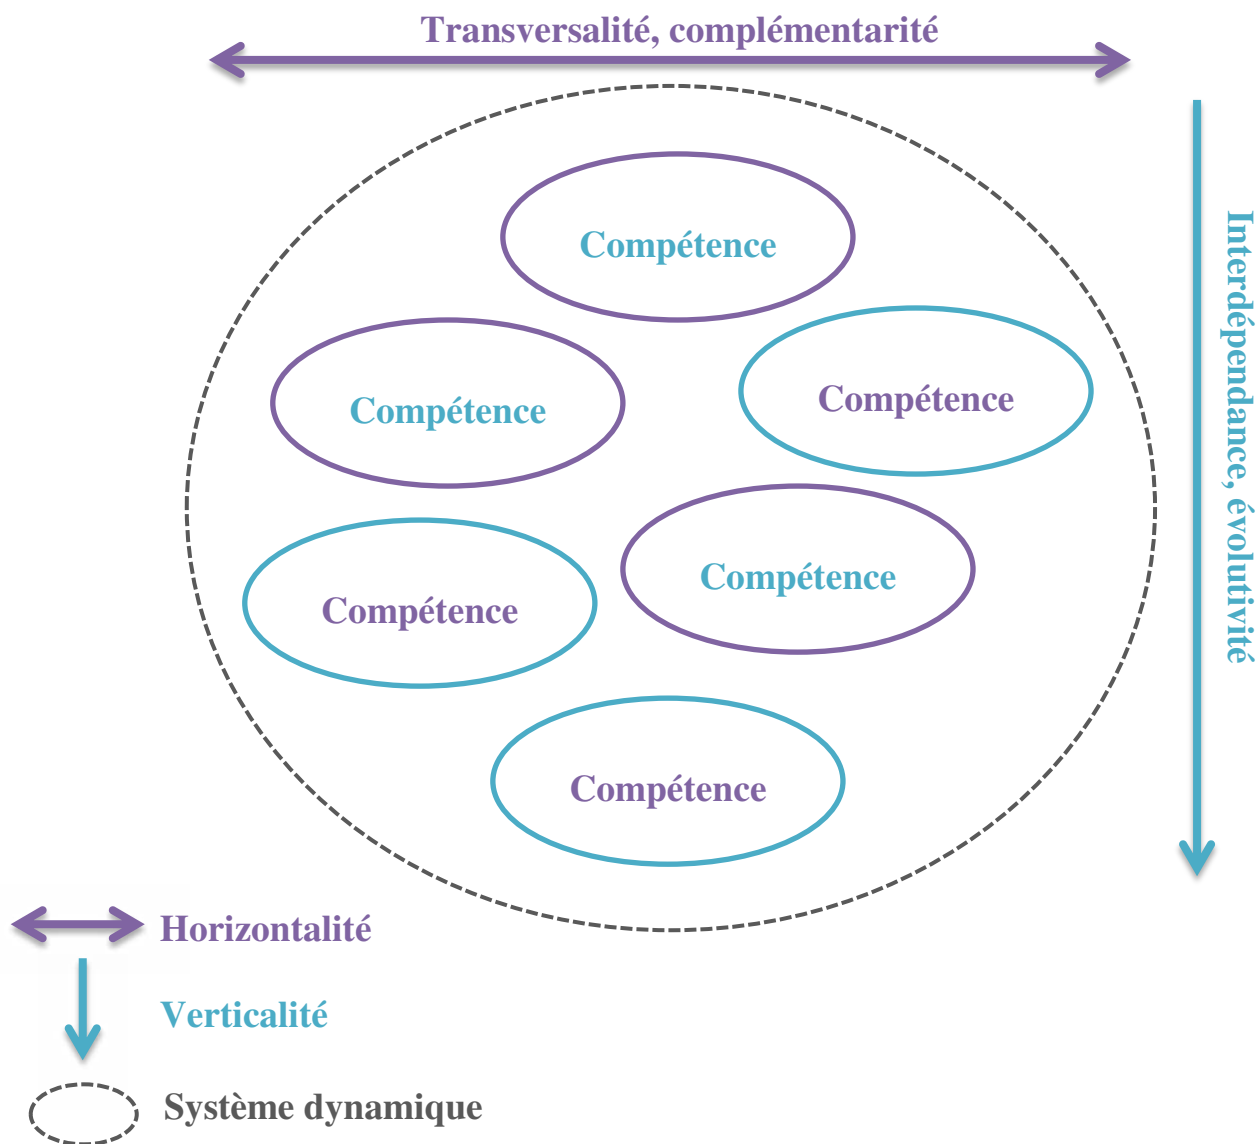 Transversalité, complémentarité
Compétence
Interdépendance, évolutivité
Compétence
Compétence
Compétence
Compétence
Compétence
Horizontalité
Verticalité
Système dynamique